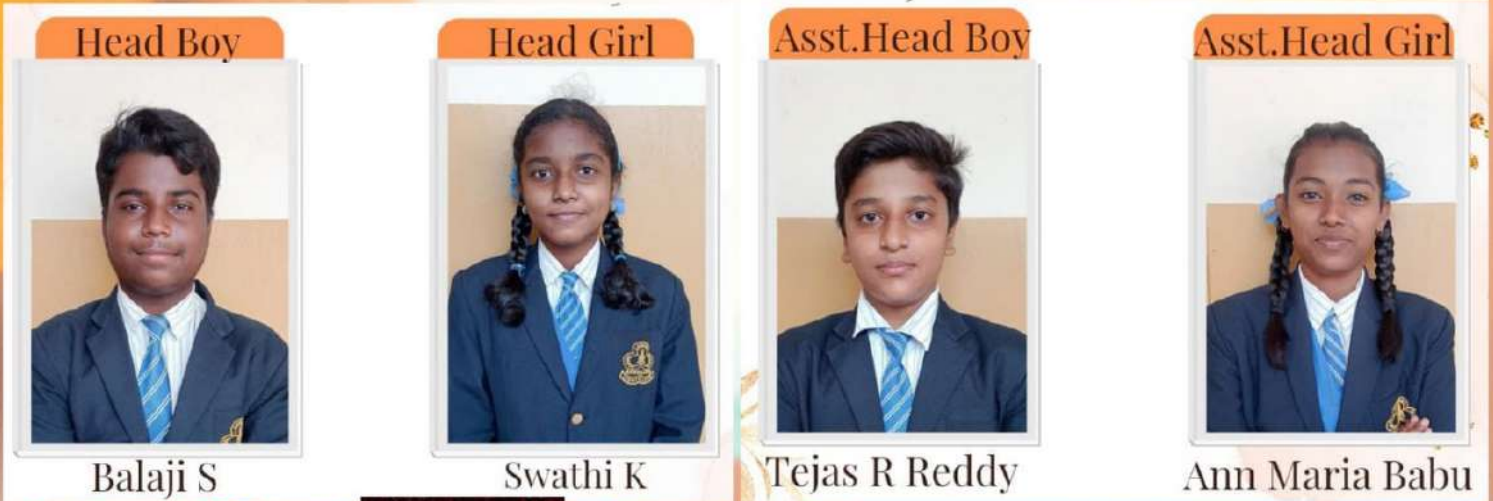 Head Boy
Head Girl
Asst.Head Boy
Asst.Head Girl
Balaji S
Swathi K
Tejas R Reddy
Ann Maria Babu